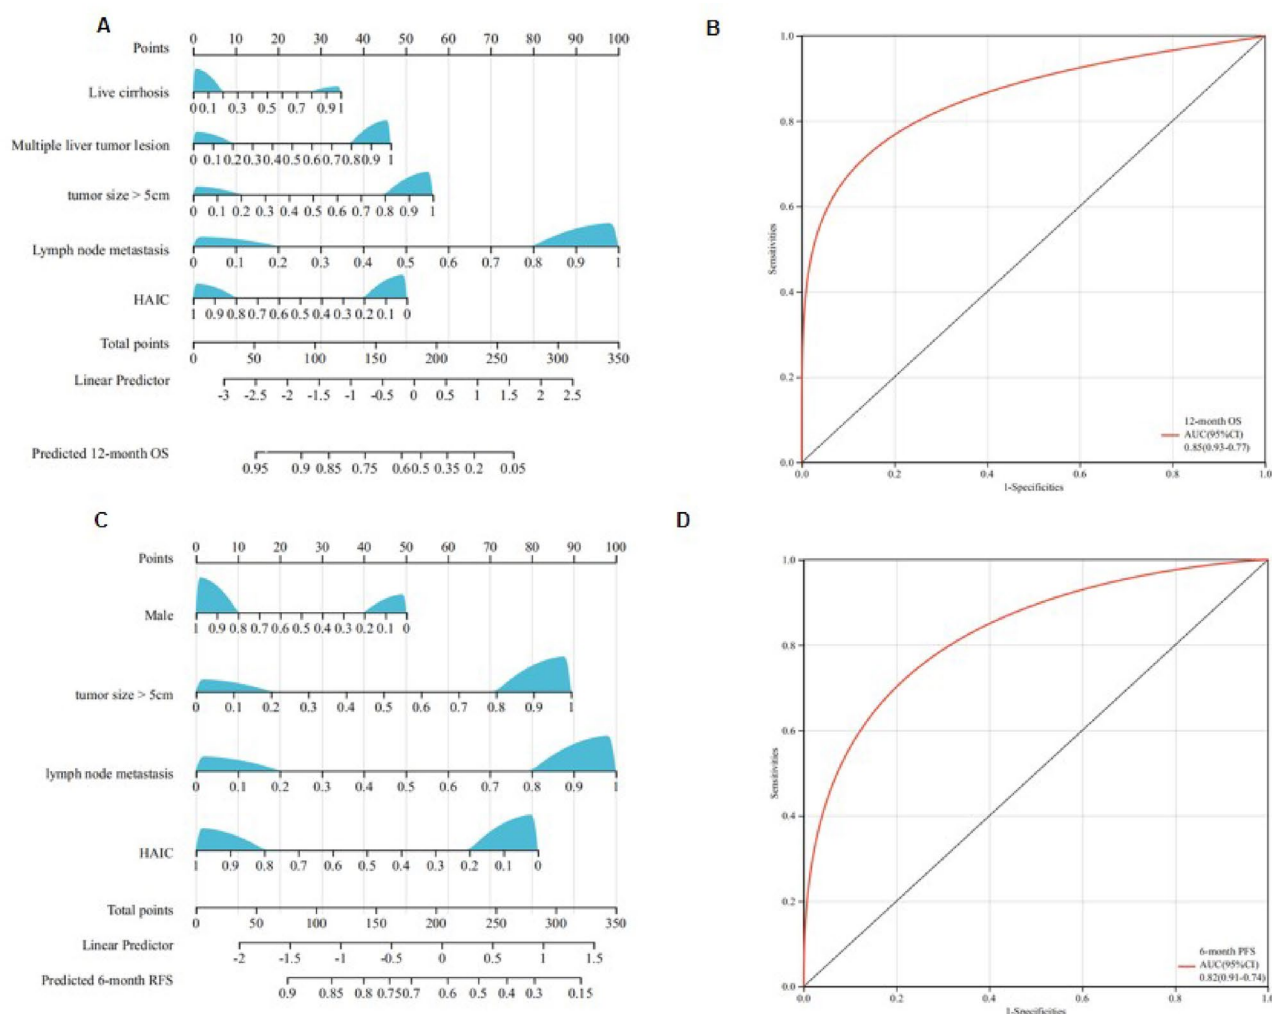 A
Points
0 10 20 30 40 50 60 70 80 90 100
Live cirrhosis
0 0.1 0.3 0.5 0.7 0.9 1
Multiple liver tumor lesion
0 0.1 0.2 0.3 0.4 0.5 0.6 0.7 0.8 0.9 1
tumor size > 5cm
0 0.1 0.2 0.3 0.4 0.5 0.6 0.7 0.8 0.9 1
Lymph node metastasis
0 0.1 0.2 0.3 0.4 0.5 0.6 0.7 0.8 0.9 1
HAIC
1 0.9 0.8 0.7 0.6 0.5 0.4 0.3 0.2 0.1 0
Total points
0 50 100 150 200 250 300 350
Linear Predictor
-3 -2.5 -2 -1.5 -1 -0.5 0 0.5 1 1.5 2 2.5
Predicted 12-month OS
0.95 0.9 0.85 0.75 0.6 0.5 0.35 0.2 0.05
B
1.0
0.8
0.6
0.4
0.2
0.0
Sensitivities
0.0 0.2 0.4 0.6 0.8 1.0
1-Specificities
12-month OS
AUC(95%CI)
0.85(0.93-0.77)
C
Points
0 10 20 30 40 50 60 70 80 90 100
Male
1 0.9 0.8 0.7 0.6 0.5 0.4 0.3 0.2 0.1 0
tumor size > 5cm
0 0.1 0.2 0.3 0.4 0.5 0.6 0.7 0.8 0.9 1
lymph node metastasis
0 0.1 0.2 0.3 0.4 0.5 0.6 0.7 0.8 0.9 1
HAIC
1 0.9 0.8 0.7 0.6 0.5 0.4 0.3 0.2 0.1 0
Total points
0 50 100 150 200 250 300 350
Linear Predictor
-2 -1.5 -1 -0.5 0 0.5 1 1.5
Predicted 6-month RFS
0.9 0.85 0.8 0.75 0.7 0.6 0.5 0.4 0.3 0.15
D
1.0
0.8
0.6
0.4
0.2
0.0
Sensitivities
0.0 0.2 0.4 0.6 0.8 1.0
1-Specificities
6-month PFS
AUC(95%CI)
0.82(0.91-0.74)